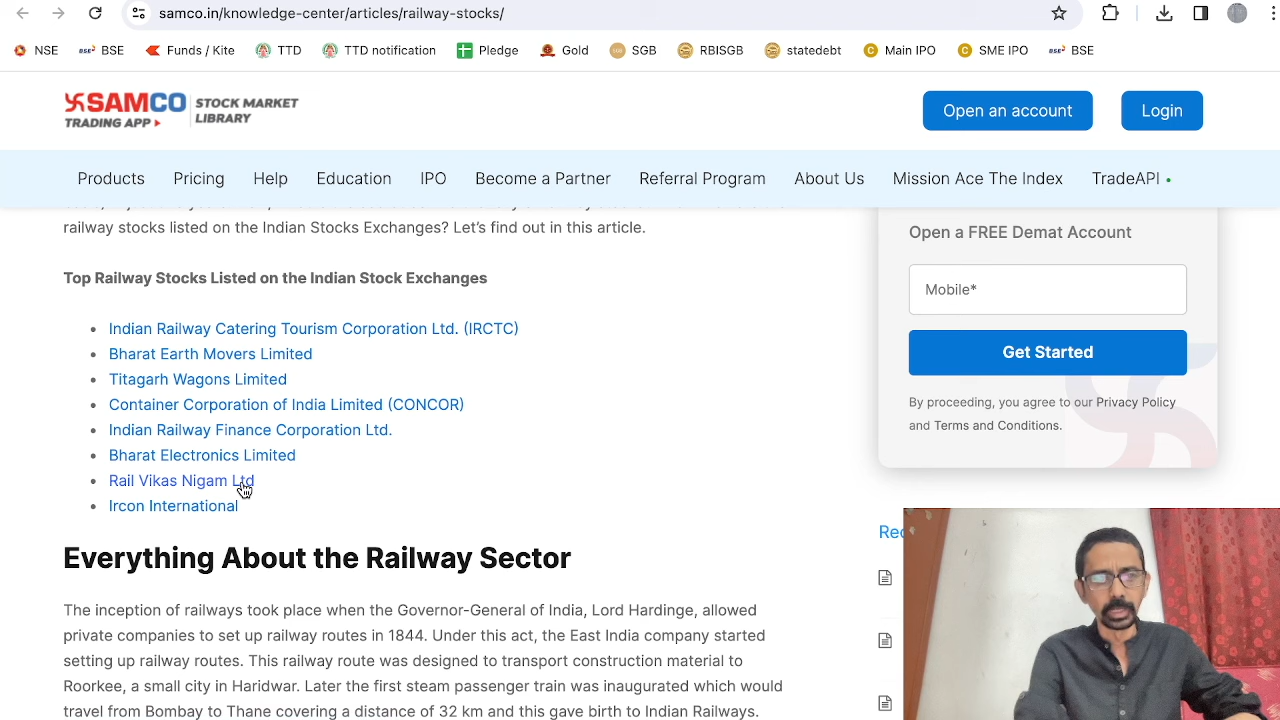 samco.in/knowledge-center/articles/railway-stocks/
NSE BSE Funds / Kite TTD TTD notification Pledge Gold SGB RBISGB statedebt Main IPO SME IPO BSE
SAMCO STOCK MARKET
TRADING APP LIBRARY
Open an account Login
Products Pricing Help Education IPO Become a Partner Referral Program About Us Mission Ace The Index TradeAPI
railway stocks listed on the Indian Stocks Exchanges? Let's find out in this article.
Top Railway Stocks Listed on the Indian Stock Exchanges
Indian Railway Catering Tourism Corporation Ltd. (IRCTC)
Bharat Earth Movers Limited
Titagarh Wagons Limited
Container Corporation of India Limited (CONCOR)
Indian Railway Finance Corporation Ltd.
Bharat Electronics Limited
Rail Vikas Nigam Ltd
Ircon International
Everything About the Railway Sector
The inception of railways took place when the Governor-General of India, Lord Hardinge, allowed
private companies to set up railway routes in 1844. Under this act, the East India company started
setting up railway routes. This railway route was designed to transport construction material to
Roorkee, a small city in Haridwar. Later the first steam passenger train was inaugurated which would
travel from Bombay to Thane covering a distance of 32 km and this gave birth to Indian Railways.
Open a FREE Demat Account
Mobile*
Get Started
By proceeding, you agree to our Privacy Policy
and Terms and Conditions.